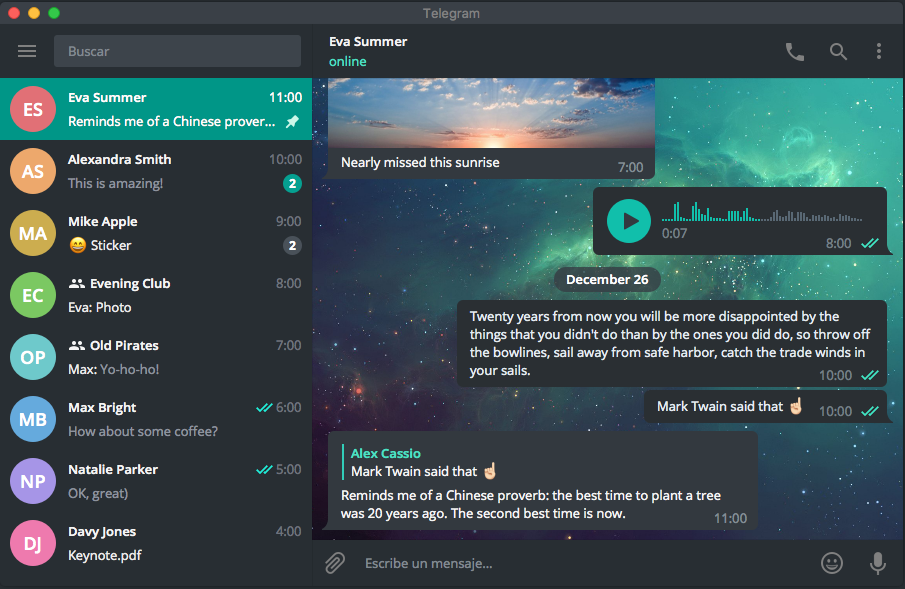 Telegram
Buscar
ES
Eva Summer
11:00
Reminds me of a Chinese prover...
AS
Alexandra Smith
10:00
This is amazing!
2
MA
Mike Apple
9:00
😄 Sticker
2
EC
Evening Club
8:00
Eva: Photo
OP
Old Pirates
7:00
Max: Yo-ho-ho!
MB
Max Bright
6:00
How about some coffee?
NP
Natalie Parker
5:00
OK, great)
DJ
Davy Jones
4:00
Keynote.pdf
Eva Summer
online
Nearly missed this sunrise
7:00
0:07
8:00
December 26
Twenty years from now you will be more disappointed by the
things that you didn't do than by the ones you did do, so throw off
the bowlines, sail away from safe harbor, catch the trade winds in
your sails.
10:00
Mark Twain said that ☝🏻
10:00
Alex Cassio
Mark Twain said that ☝🏻
Reminds me of a Chinese proverb: the best time to plant a tree
was 20 years ago. The second best time is now.
11:00
Escribe un mensaje...